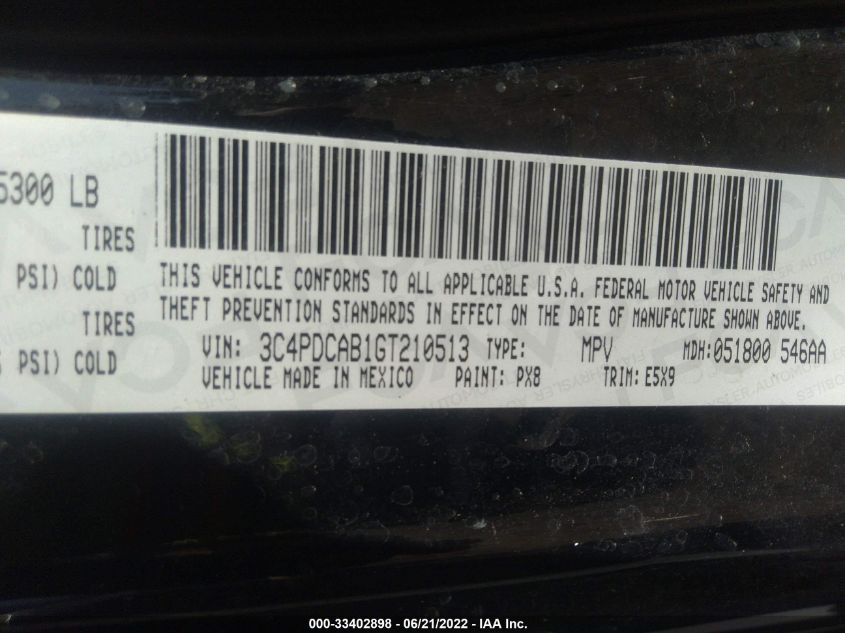 5300 LB
TIRES
PSI) COLD
TIRES
PSI) COLD
THIS VEHICLE CONFORMS TO ALL APPLICABLE U.S.A. FEDERAL MOTOR VEHICLE SAFETY AND
THEFT PREVENTION STANDARDS IN EFFECT ON THE DATE OF MANUFACTURE SHOWN ABOVE.
VIN: 3C4PDCAB1GT210513 TYPE: MPV MDH:051800 546AA
VEHICLE MADE IN MEXICO PAINT: PX8 TRIM: E5X9
000-33402898 - 06/21/2022 - IAA Inc.